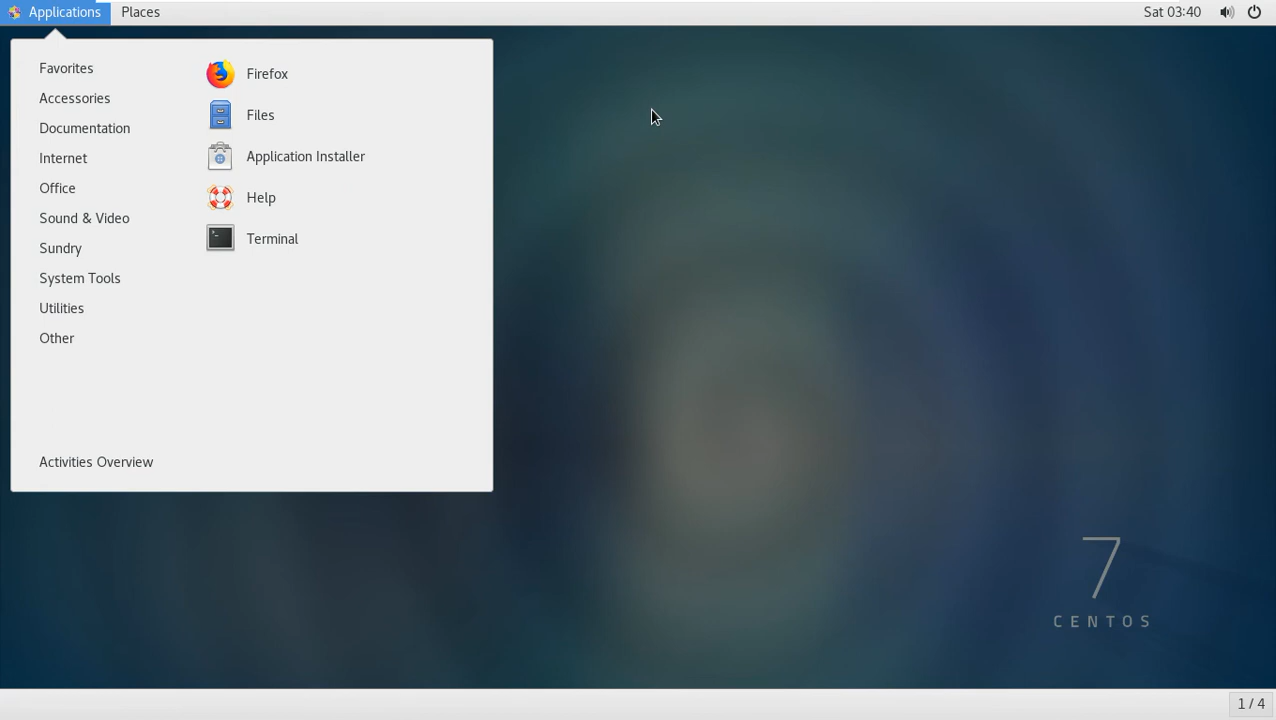 Applications Places Sat 03:40
Favorites
Accessories
Documentation
Internet
Office
Sound & Video
Sundry
System Tools
Utilities
Other
Activities Overview
Firefox
Files
Application Installer
Help
Terminal
7
CENTOS
1 / 4